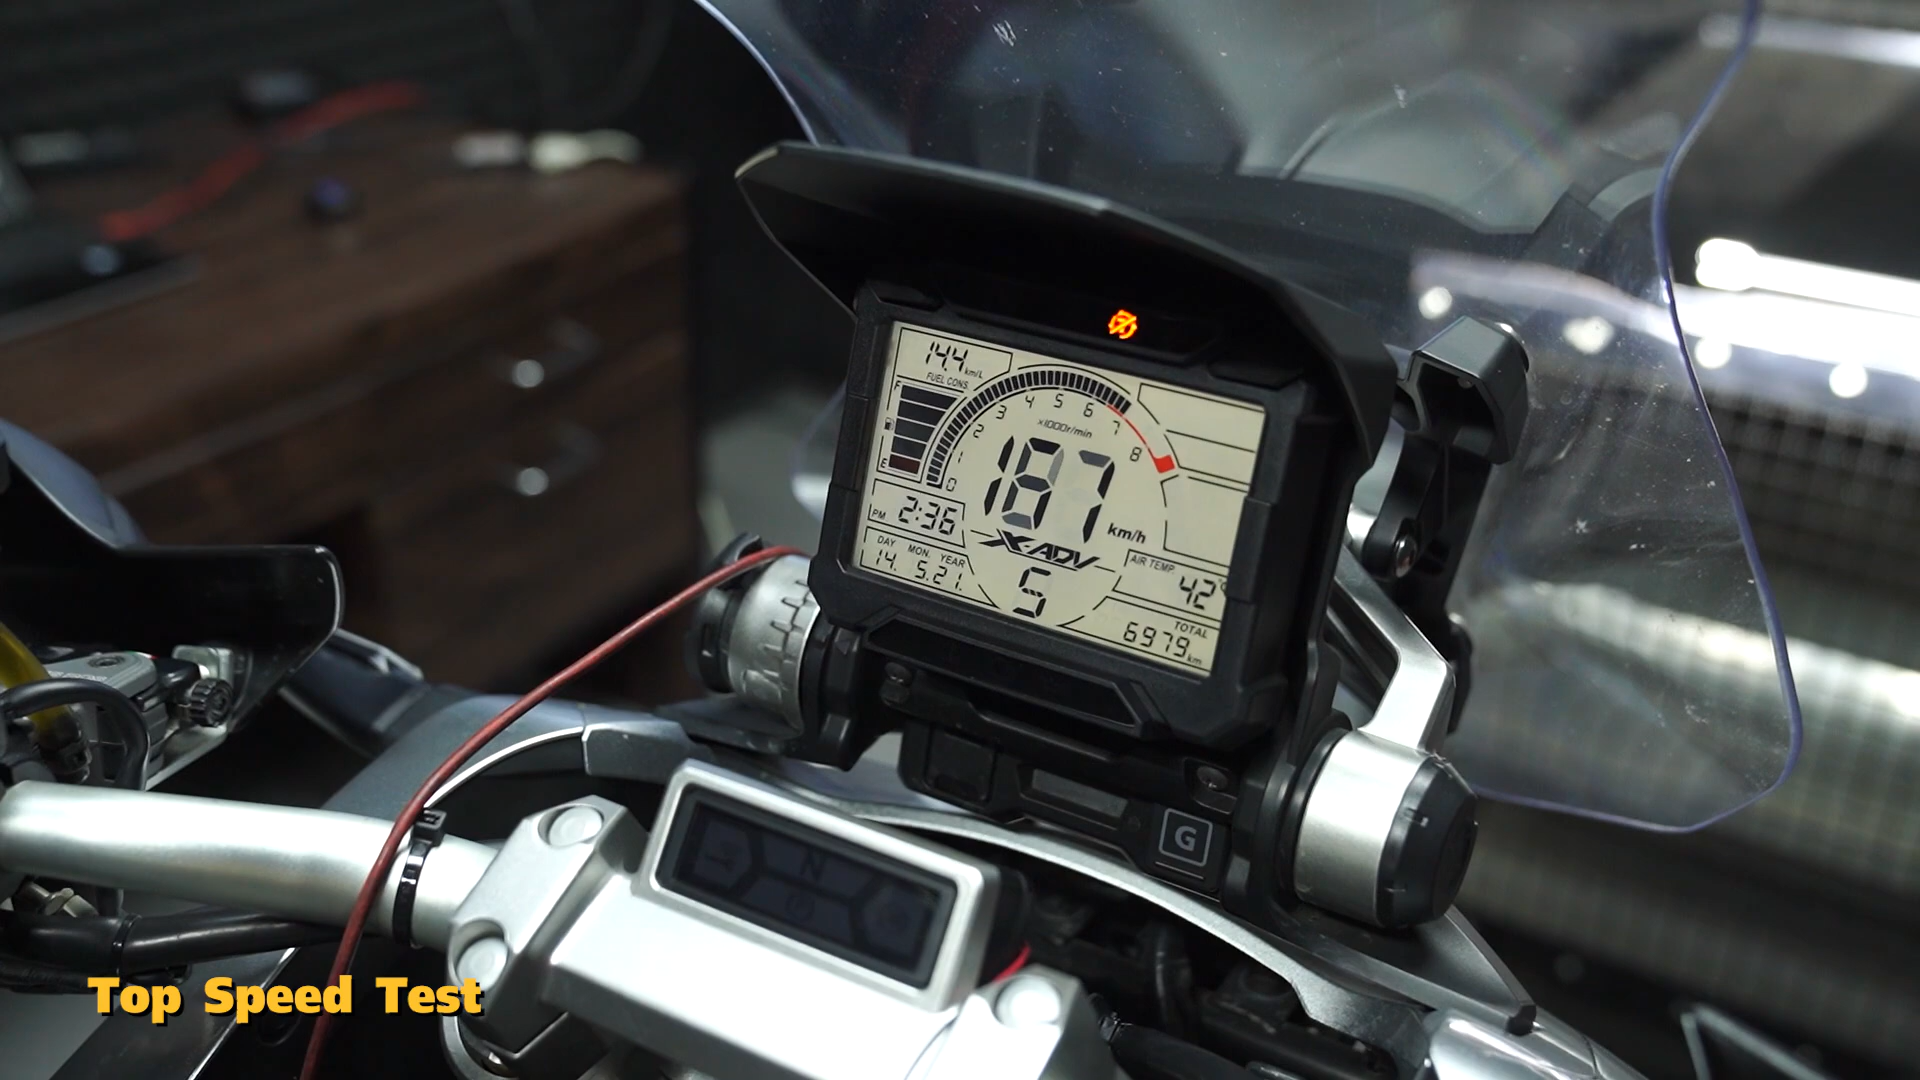 14.4 km/L
FUEL CONS.
F
E
0 1 2 3 4 5 6 7 8
×1000r/min
187 km/h
PM 2:36
X-ADV
DAY MON. YEAR
14. 5.21.
S
AIR TEMP
42°C
TOTAL
6979 km
G
N
Top Speed Test